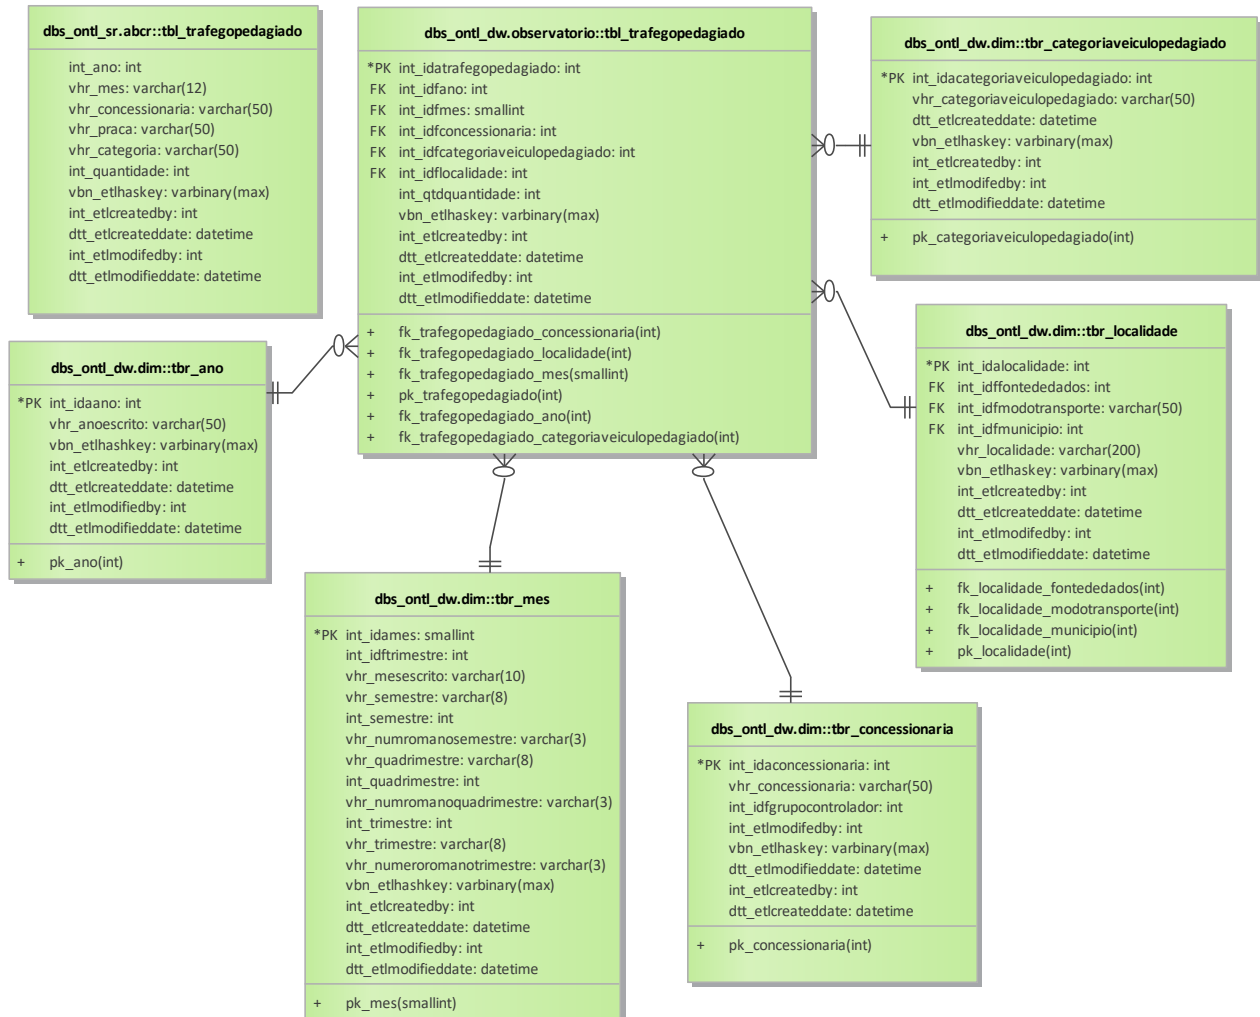 dbs_ontl_sr.abcr::tbl_trafegopedagiado
int_ano: int
vhr_mes: varchar(12)
vhr_concessionaria: varchar(50)
vhr_praca: varchar(50)
vhr_categoria: varchar(50)
int_quantidade: int
vbn_etlhaskey: varbinary(max)
int_etlcreatedby: int
dtt_etlcreateddate: datetime
int_etlmodifedby: int
dtt_etlmodifieddate: datetime
dbs_ontl_dw.observatorio::tbl_trafegopedagiado
*PK int_idatrafegopedagiado: int
FK int_idfano: int
FK int_idfmes: smallint
FK int_idfconcessionaria: int
FK int_idfcategoriaveiculopedagiado: int
FK int_idflocalidade: int
int_qtdquantidade: int
vbn_etlhaskey: varbinary(max)
int_etlcreatedby: int
dtt_etlcreateddate: datetime
int_etlmodifedby: int
dtt_etlmodifieddate: datetime
+ fk_trafegopedagiado_concessionaria(int)
+ fk_trafegopedagiado_localidade(int)
+ fk_trafegopedagiado_mes(smallint)
+ pk_trafegopedagiado(int)
+ fk_trafegopedagiado_ano(int)
+ fk_trafegopedagiado_categoriaveiculopedagiado(int)
dbs_ontl_dw.dim::tbr_categoriaveiculopedagiado
*PK int_idacategoriaveiculopedagiado: int
vhr_categoriaveiculopedagiado: varchar(50)
dtt_etlcreateddate: datetime
vbn_etlhaskey: varbinary(max)
int_etlcreatedby: int
int_etlmodifedby: int
dtt_etlmodifieddate: datetime
+ pk_categoriaveiculopedagiado(int)
dbs_ontl_dw.dim::tbr_localidade
*PK int_idalocalidade: int
FK int_idffontededados: int
FK int_idfmodotransporte: varchar(50)
FK int_idfmunicipio: int
vhr_localidade: varchar(200)
vbn_etlhaskey: varbinary(max)
int_etlcreatedby: int
dtt_etlcreateddate: datetime
int_etlmodifedby: int
dtt_etlmodifieddate: datetime
+ fk_localidade_fontededados(int)
+ fk_localidade_modotransporte(int)
+ fk_localidade_municipio(int)
+ pk_localidade(int)
dbs_ontl_dw.dim::tbr_ano
*PK int_idaano: int
vhr_anoescrito: varchar(50)
vbn_etlhashkey: varbinary(max)
int_etlcreatedby: int
dtt_etlcreateddate: datetime
int_etlmodifiedby: int
dtt_etlmodifieddate: datetime
+ pk_ano(int)
dbs_ontl_dw.dim::tbr_mes
*PK int_idames: smallint
int_idftrimestre: int
vhr_mesescrito: varchar(10)
vhr_semestre: varchar(8)
int_semestre: int
vhr_numromanosemestre: varchar(3)
vhr_quadrimestre: varchar(8)
int_quadrimestre: int
vhr_numromanoquadrimestre: varchar(3)
int_trimestre: int
vhr_trimestre: varchar(8)
vhr_numeroromanotrimestre: varchar(3)
vbn_etlhashkey: varbinary(max)
int_etlcreatedby: int
dtt_etlcreateddate: datetime
int_etlmodifiedby: int
dtt_etlmodifieddate: datetime
+ pk_mes(smallint)
dbs_ontl_dw.dim::tbr_concessionaria
*PK int_idaconcessionaria: int
vhr_concessionaria: varchar(50)
int_idfgrupocontrolador: int
int_etlmodifedby: int
vbn_etlhaskey: varbinary(max)
dtt_etlmodifieddate: datetime
int_etlcreatedby: int
dtt_etlcreateddate: datetime
+ pk_concessionaria(int)